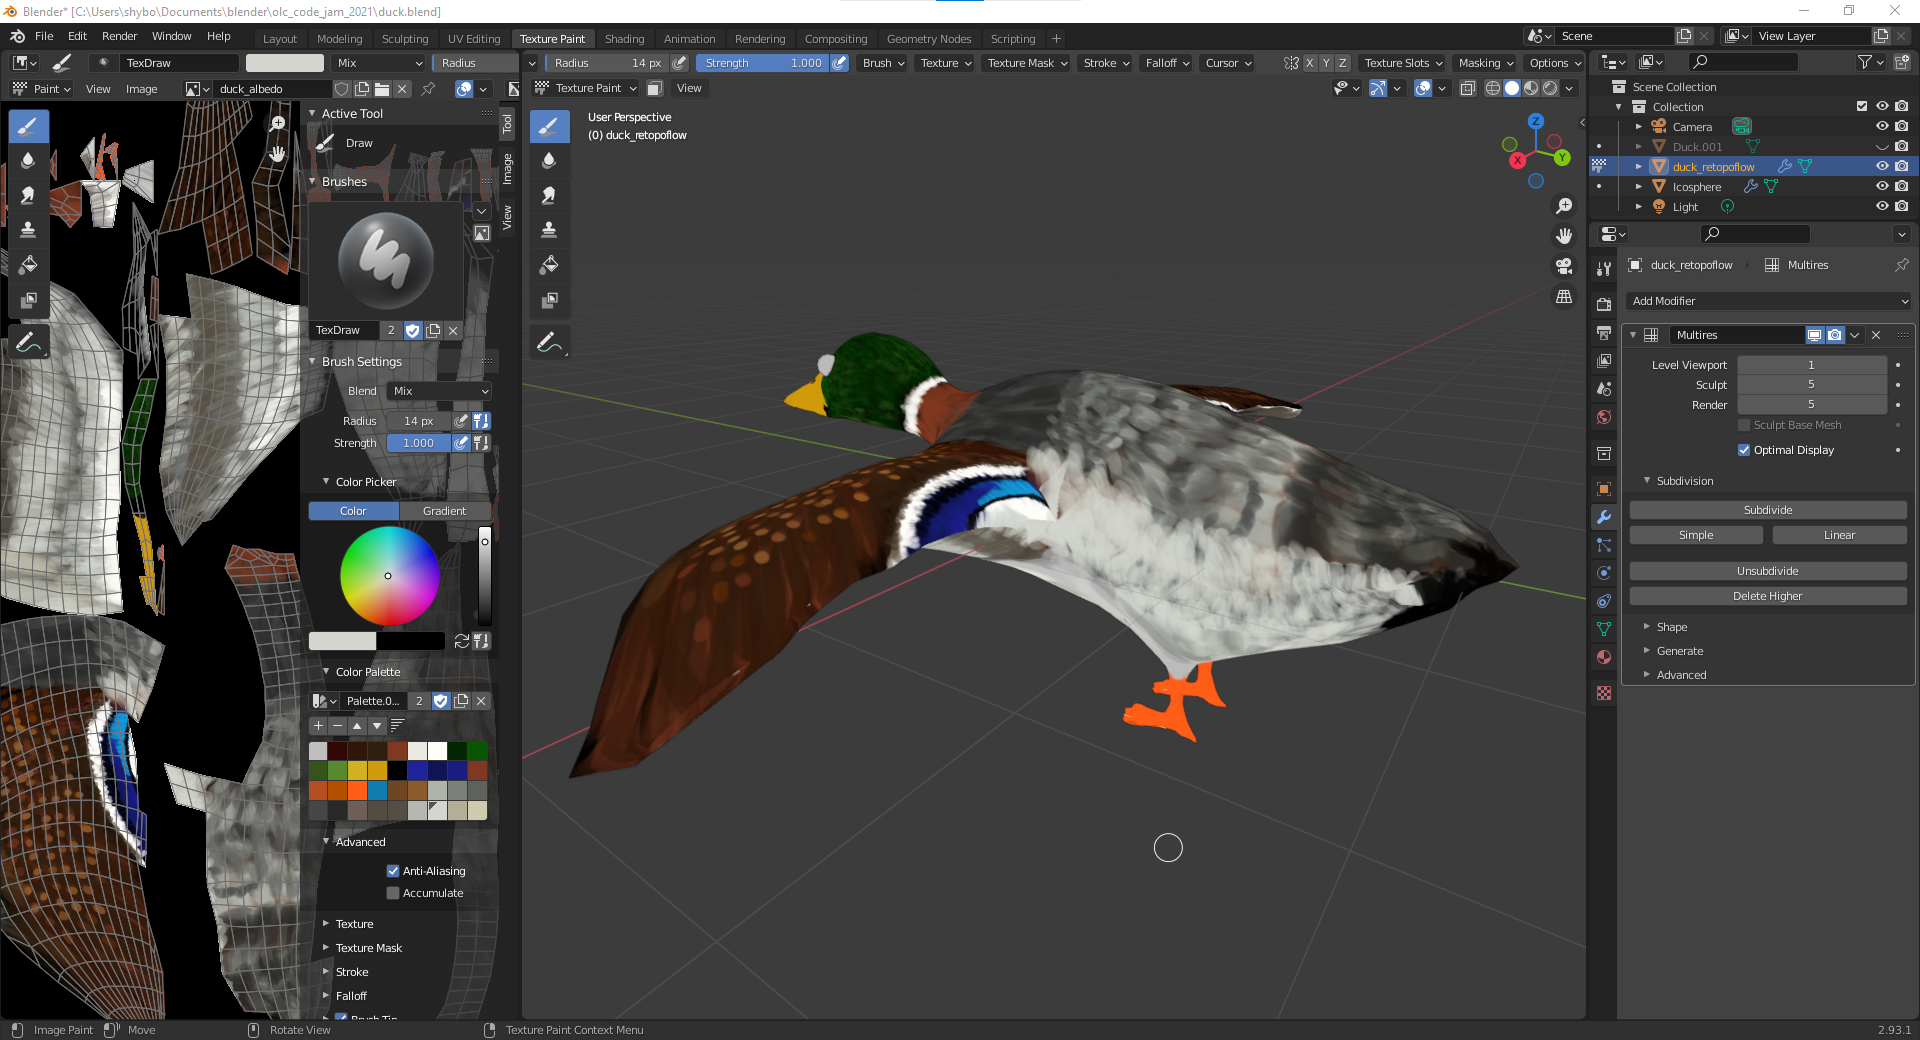 Blender* [C:\Users\shybo\Documents\blender\olc_code_jam_2021\duck.blend]
File Edit Render Window Help
Layout Modeling Sculpting UV Editing Texture Paint Shading Animation Rendering Compositing Geometry Nodes Scripting +
Scene
View Layer
TexDraw Mix Radius
Radius 14 px Strength 1.000 Brush Texture Texture Mask Stroke Falloff Cursor X Y Z Texture Slots Masking Options
Paint View Image duck_albedo
Texture Paint View
User Perspective
(0) duck_retopoflow
Z
X
Y
Active Tool
Draw
Brushes
TexDraw 2
Brush Settings
Blend Mix
Radius 14 px
Strength 1.000
Color Picker
Color Gradient
Color Palette
Palette.0... 2
Advanced
Anti-Aliasing
Accumulate
Texture
Texture Mask
Stroke
Falloff
Brush Tip
Tool
Image
View
Scene Collection
Collection
Camera
Duck.001
duck_retopoflow
Icosphere
Light
duck_retopoflow Multires
Add Modifier
Multires
Level Viewport 1
Sculpt 5
Render 5
Sculpt Base Mesh
Optimal Display
Subdivision
Subdivide
Simple Linear
Unsubdivide
Delete Higher
Shape
Generate
Advanced
Image Paint Move Rotate View Texture Paint Context Menu 2.93.1